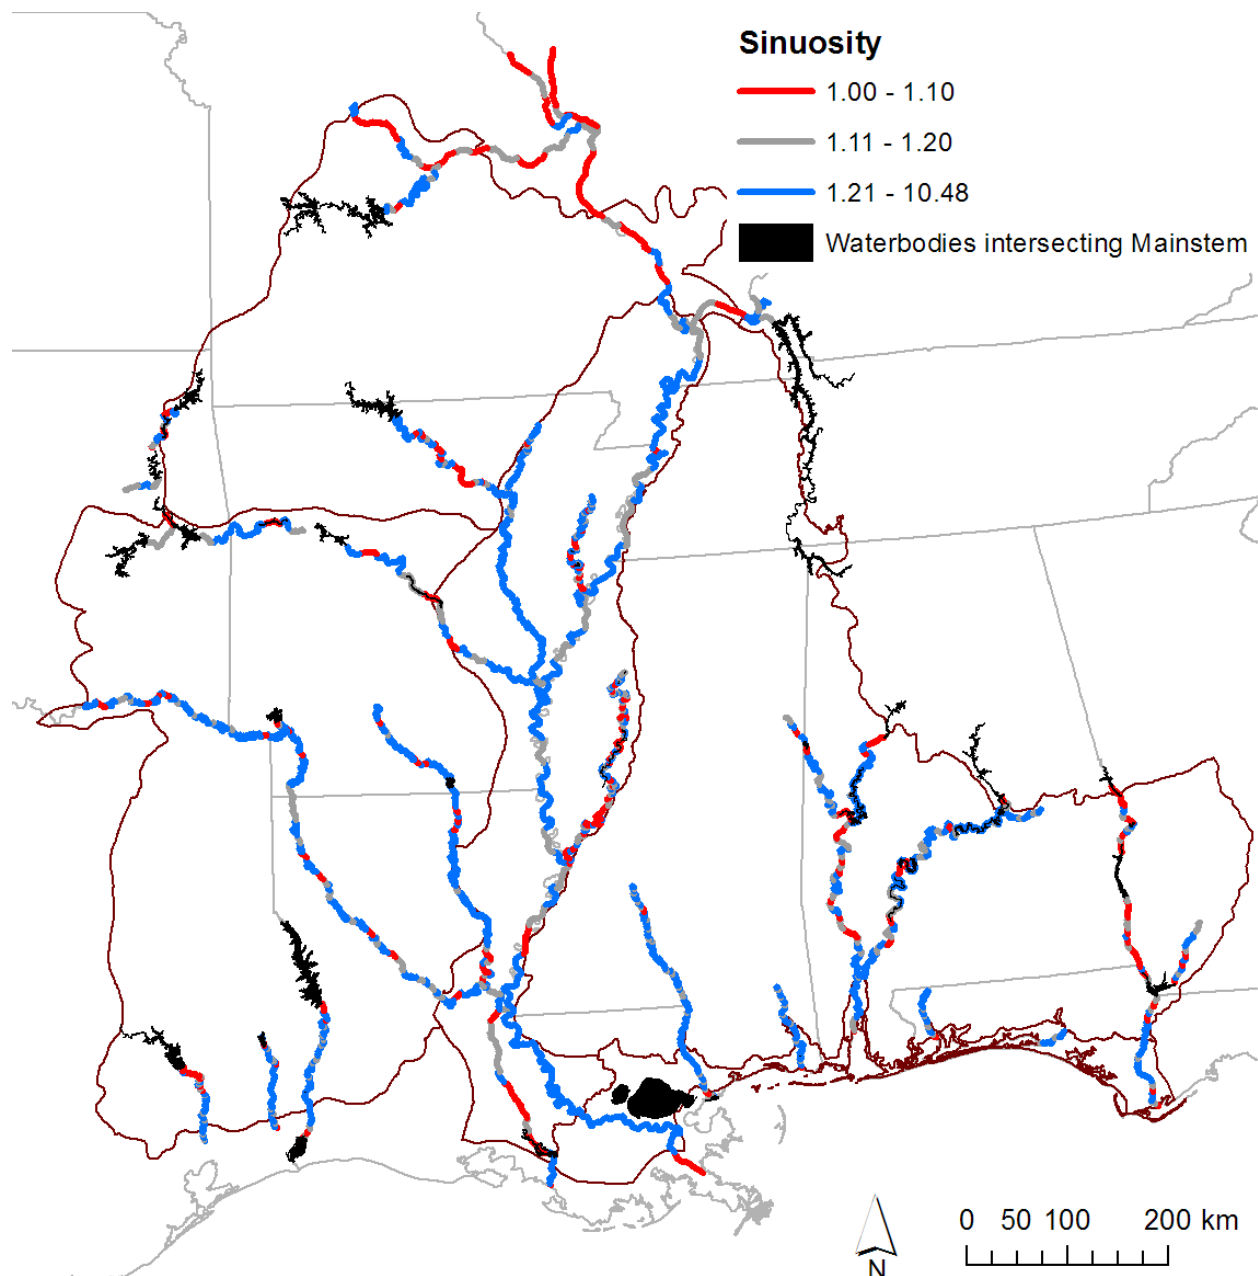 Sinuosity
1.00 - 1.10
1.11 - 1.20
1.21 - 10.48
Waterbodies intersecting Mainstem
0 50 100 200 km
N